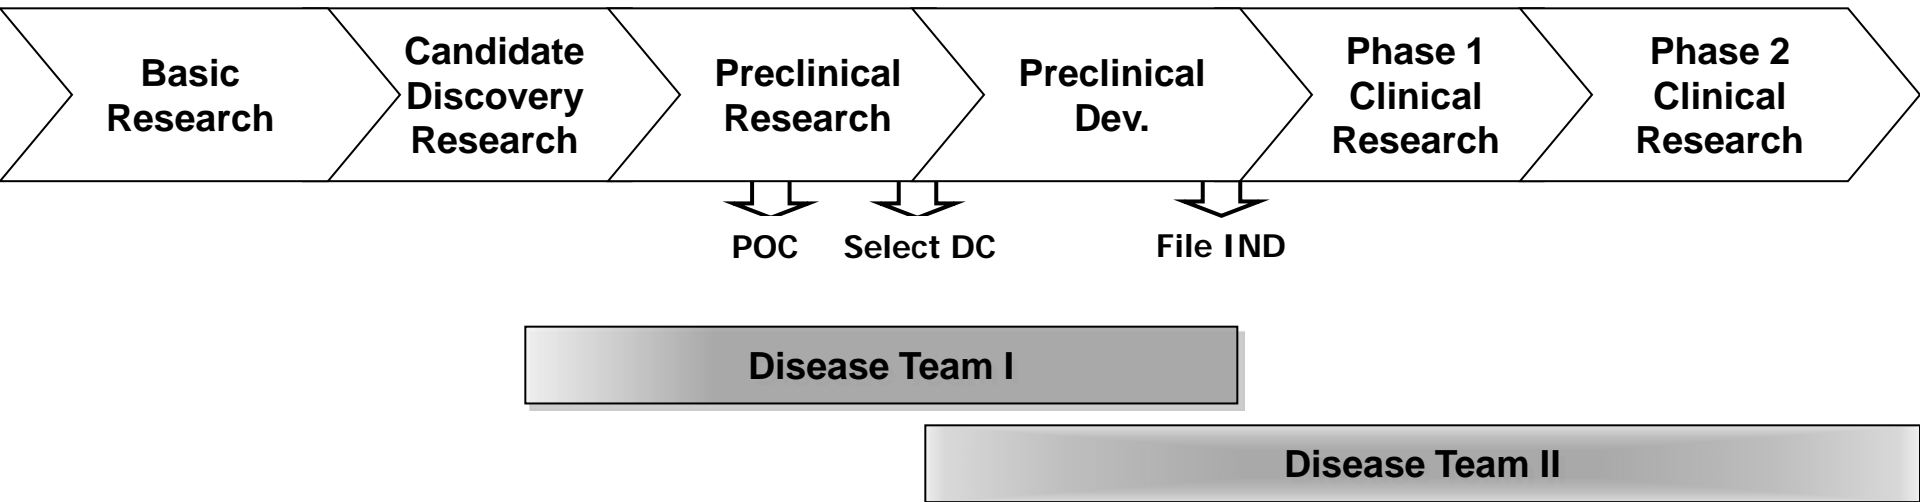 Basic
Research
Candidate
Discovery
Research
Preclinical
Research
Preclinical
Dev.
Phase 1
Clinical
Research
Phase 2
Clinical
Research
POC
Select DC
File IND
Disease Team I
Disease Team II